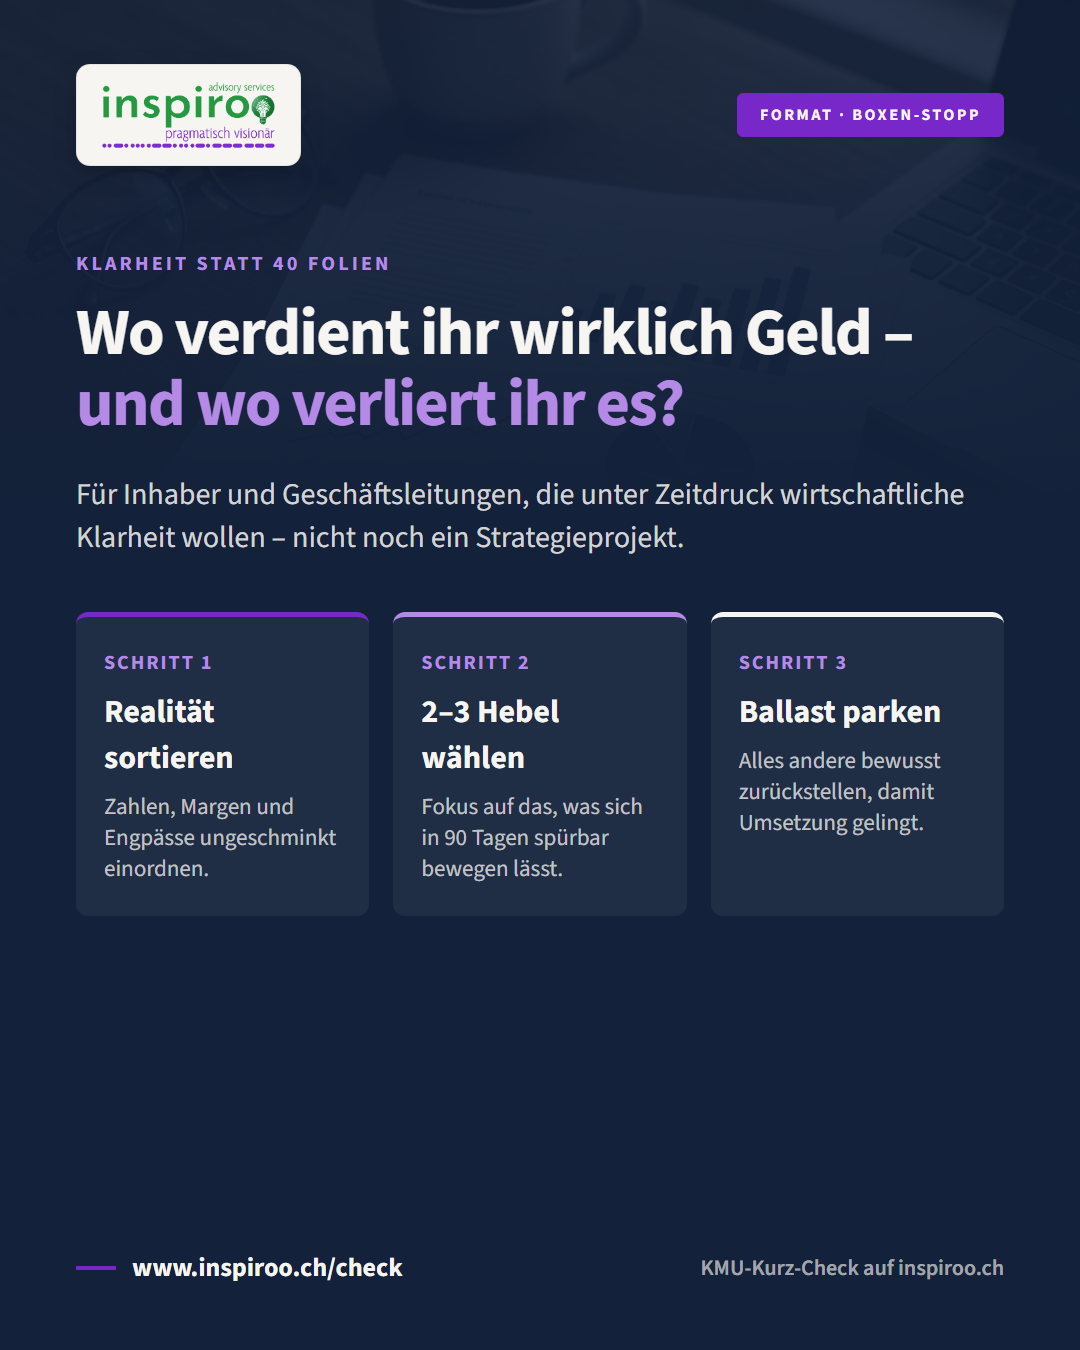 advisory services
inspiroo
pragmatisch visionär
FORMAT · BOXEN-STOPP
KLARHEIT STATT 40 FOLIEN
Wo verdient ihr wirklich Geld –
und wo verliert ihr es?
Für Inhaber und Geschäftsleitungen, die unter Zeitdruck wirtschaftliche
Klarheit wollen – nicht noch ein Strategieprojekt.
SCHRITT 1
Realität
sortieren
Zahlen, Margen und
Engpässe ungeschminkt
einordnen.
SCHRITT 2
2–3 Hebel
wählen
Fokus auf das, was sich
in 90 Tagen spürbar
bewegen lässt.
SCHRITT 3
Ballast parken
Alles andere bewusst
zurückstellen, damit
Umsetzung gelingt.
www.inspiroo.ch/check
KMU-Kurz-Check auf inspiroo.ch